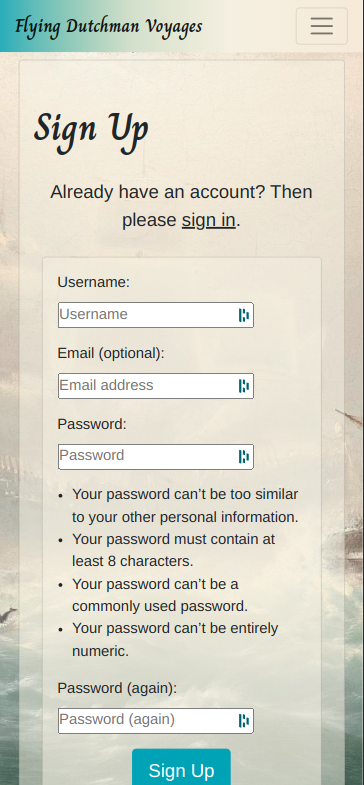 Flying Dutchman Voyages
Sign Up
Already have an account? Then
please sign in.
Username:
Username
Email (optional):
Email address
Password:
Password
• Your password can’t be too similar
to your other personal information.
• Your password must contain at
least 8 characters.
• Your password can’t be a
commonly used password.
• Your password can’t be entirely
numeric.
Password (again):
Password (again)
Sign Up